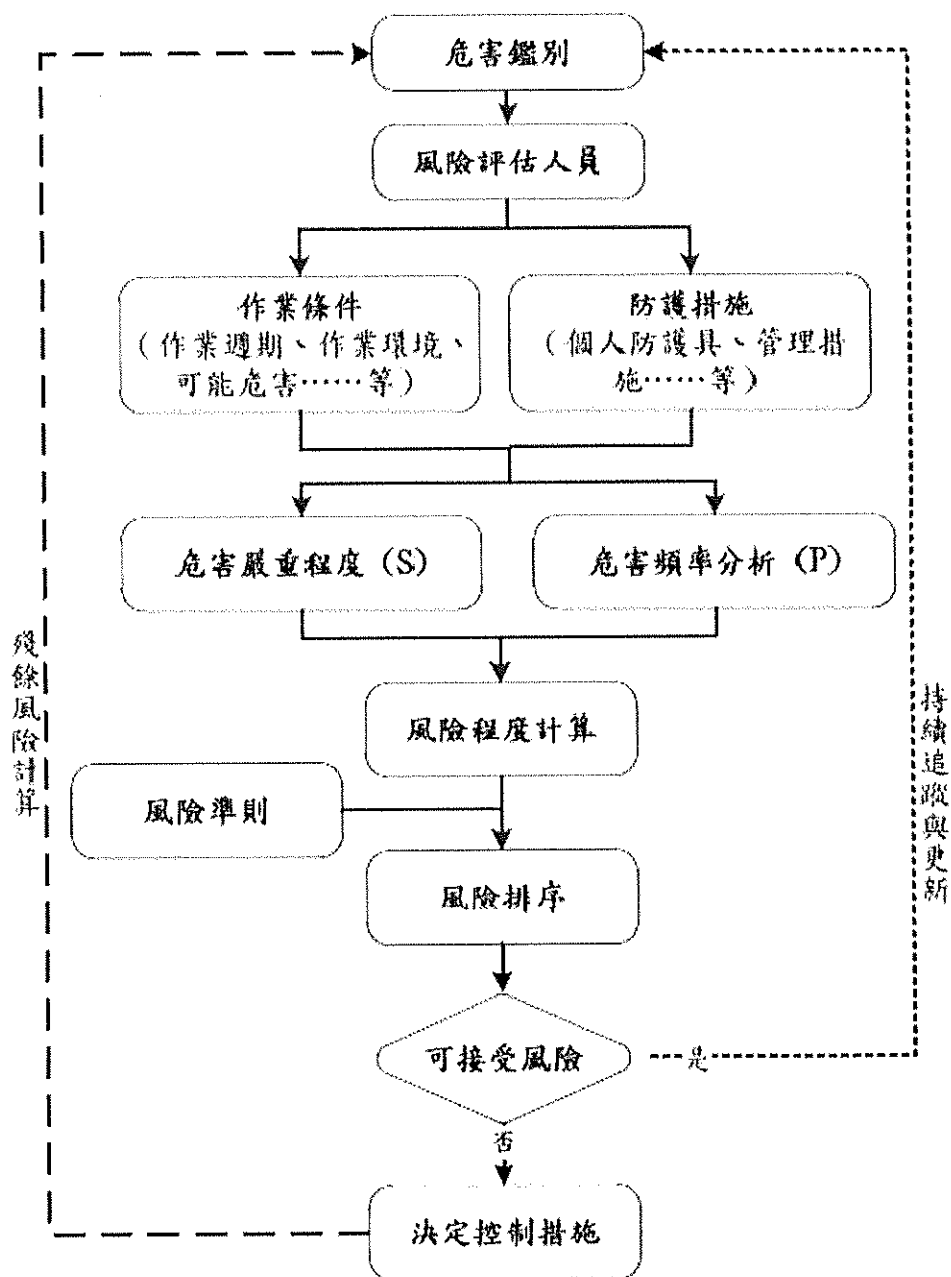 危害鑑別
風險評估人員
作業條件
（作業週期、作業環境、
可能危害……等）
防護措施
（個人防護具、管理措
施……等）
危害嚴重程度（S）
危害頻率分析（P）
風險程度計算
風險準則
風險排序
可接受風險
是
否
決定控制措施
殘餘風險計算
持續追蹤與更新